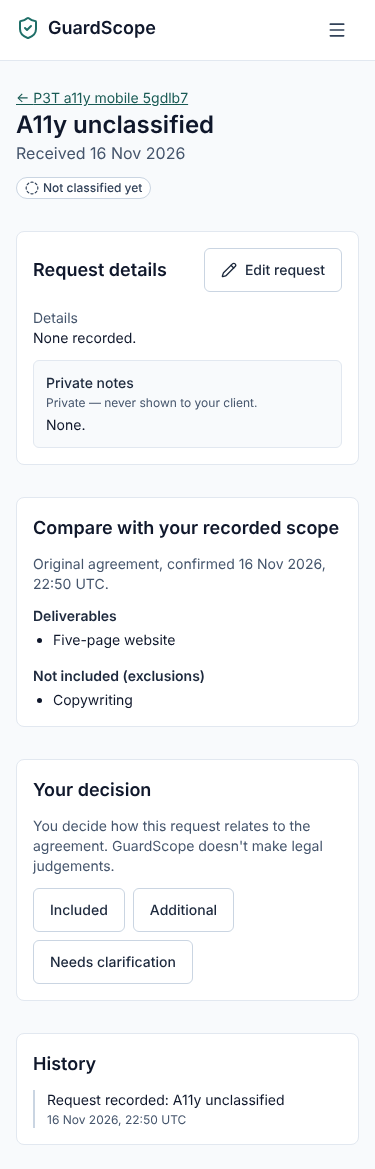 GuardScope
← P3T a11y mobile 5gdlb7
A11y unclassified
Received 16 Nov 2026
Not classified yet
Request details
Edit request
Details
None recorded.
Private notes
Private — never shown to your client.
None.
Compare with your recorded scope
Original agreement, confirmed 16 Nov 2026,
22:50 UTC.
Deliverables
• Five-page website
Not included (exclusions)
• Copywriting
Your decision
You decide how this request relates to the
agreement. GuardScope doesn't make legal
judgements.
Included
Additional
Needs clarification
History
Request recorded: A11y unclassified
16 Nov 2026, 22:50 UTC